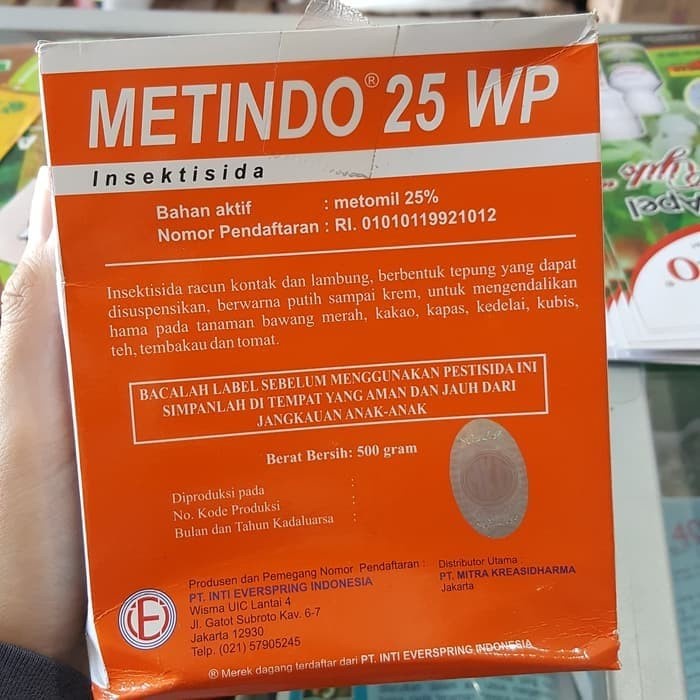 METINDO® 25 WP
Insektisida
Bahan aktif : metomil 25%
Nomor Pendaftaran : RI. 01010119921012
Insektisida racun kontak dan lambung, berbentuk tepung yang dapat
disuspensikan, berwarna putih sampai krem, untuk mengendalikan
hama pada tanaman bawang merah, kakao, kapas, kedelai, kubis,
teh, tembakau dan tomat.
BACALAH LABEL SEBELUM MENGGUNAKAN PESTISIDA INI
SIMPANLAH DI TEMPAT YANG AMAN DAN JAUH DARI
JANGKAUAN ANAK-ANAK
Berat Bersih: 500 gram
Diproduksi pada :
No. Kode Produksi :
Bulan dan Tahun Kadaluarsa :
Produsen dan Pemegang Nomor Pendaftaran :
PT. INTI EVERSPRING INDONESIA
Wisma UIC Lantai 4
Jl. Gatot Subroto Kav. 6-7
Jakarta 12930
Telp. (021) 57905245
Distributor Utama :
PT. MITRA KREASIDHARMA
Jakarta
® Merek dagang terdaftar dari PT. INTI EVERSPRING INDONESIA
Apel